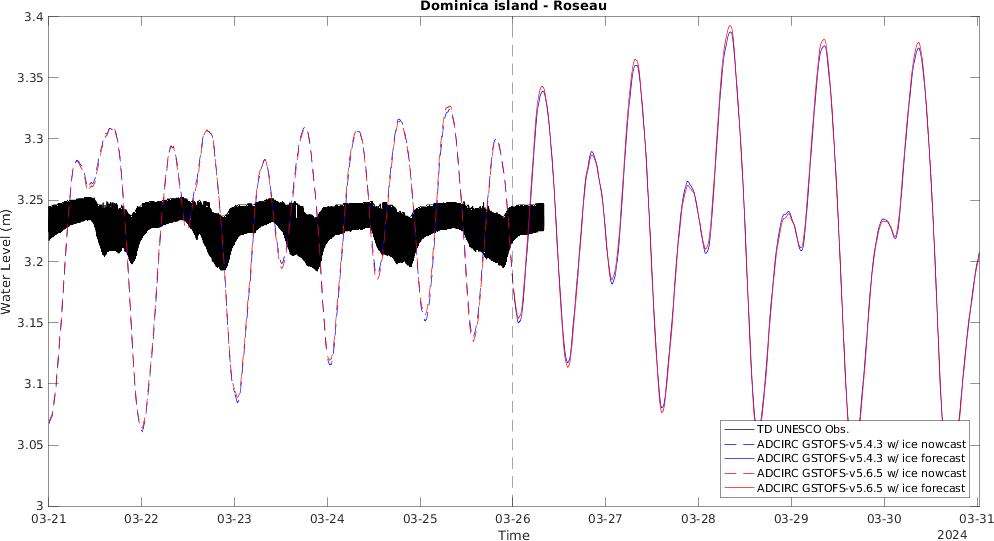 Dominica island - Roseau
3.4
3.35
3.3
3.25
3.2
3.15
3.1
3.05
3
Water Level (m)
TD UNESCO Obs.
ADCIRC GSTOFS-v5.4.3 w/ ice nowcast
ADCIRC GSTOFS-v5.4.3 w/ ice forecast
ADCIRC GSTOFS-v5.6.5 w/ ice nowcast
ADCIRC GSTOFS-v5.6.5 w/ ice forecast
03-21 03-22 03-23 03-24 03-25 03-26 03-27 03-28 03-29 03-30 03-31
Time
2024